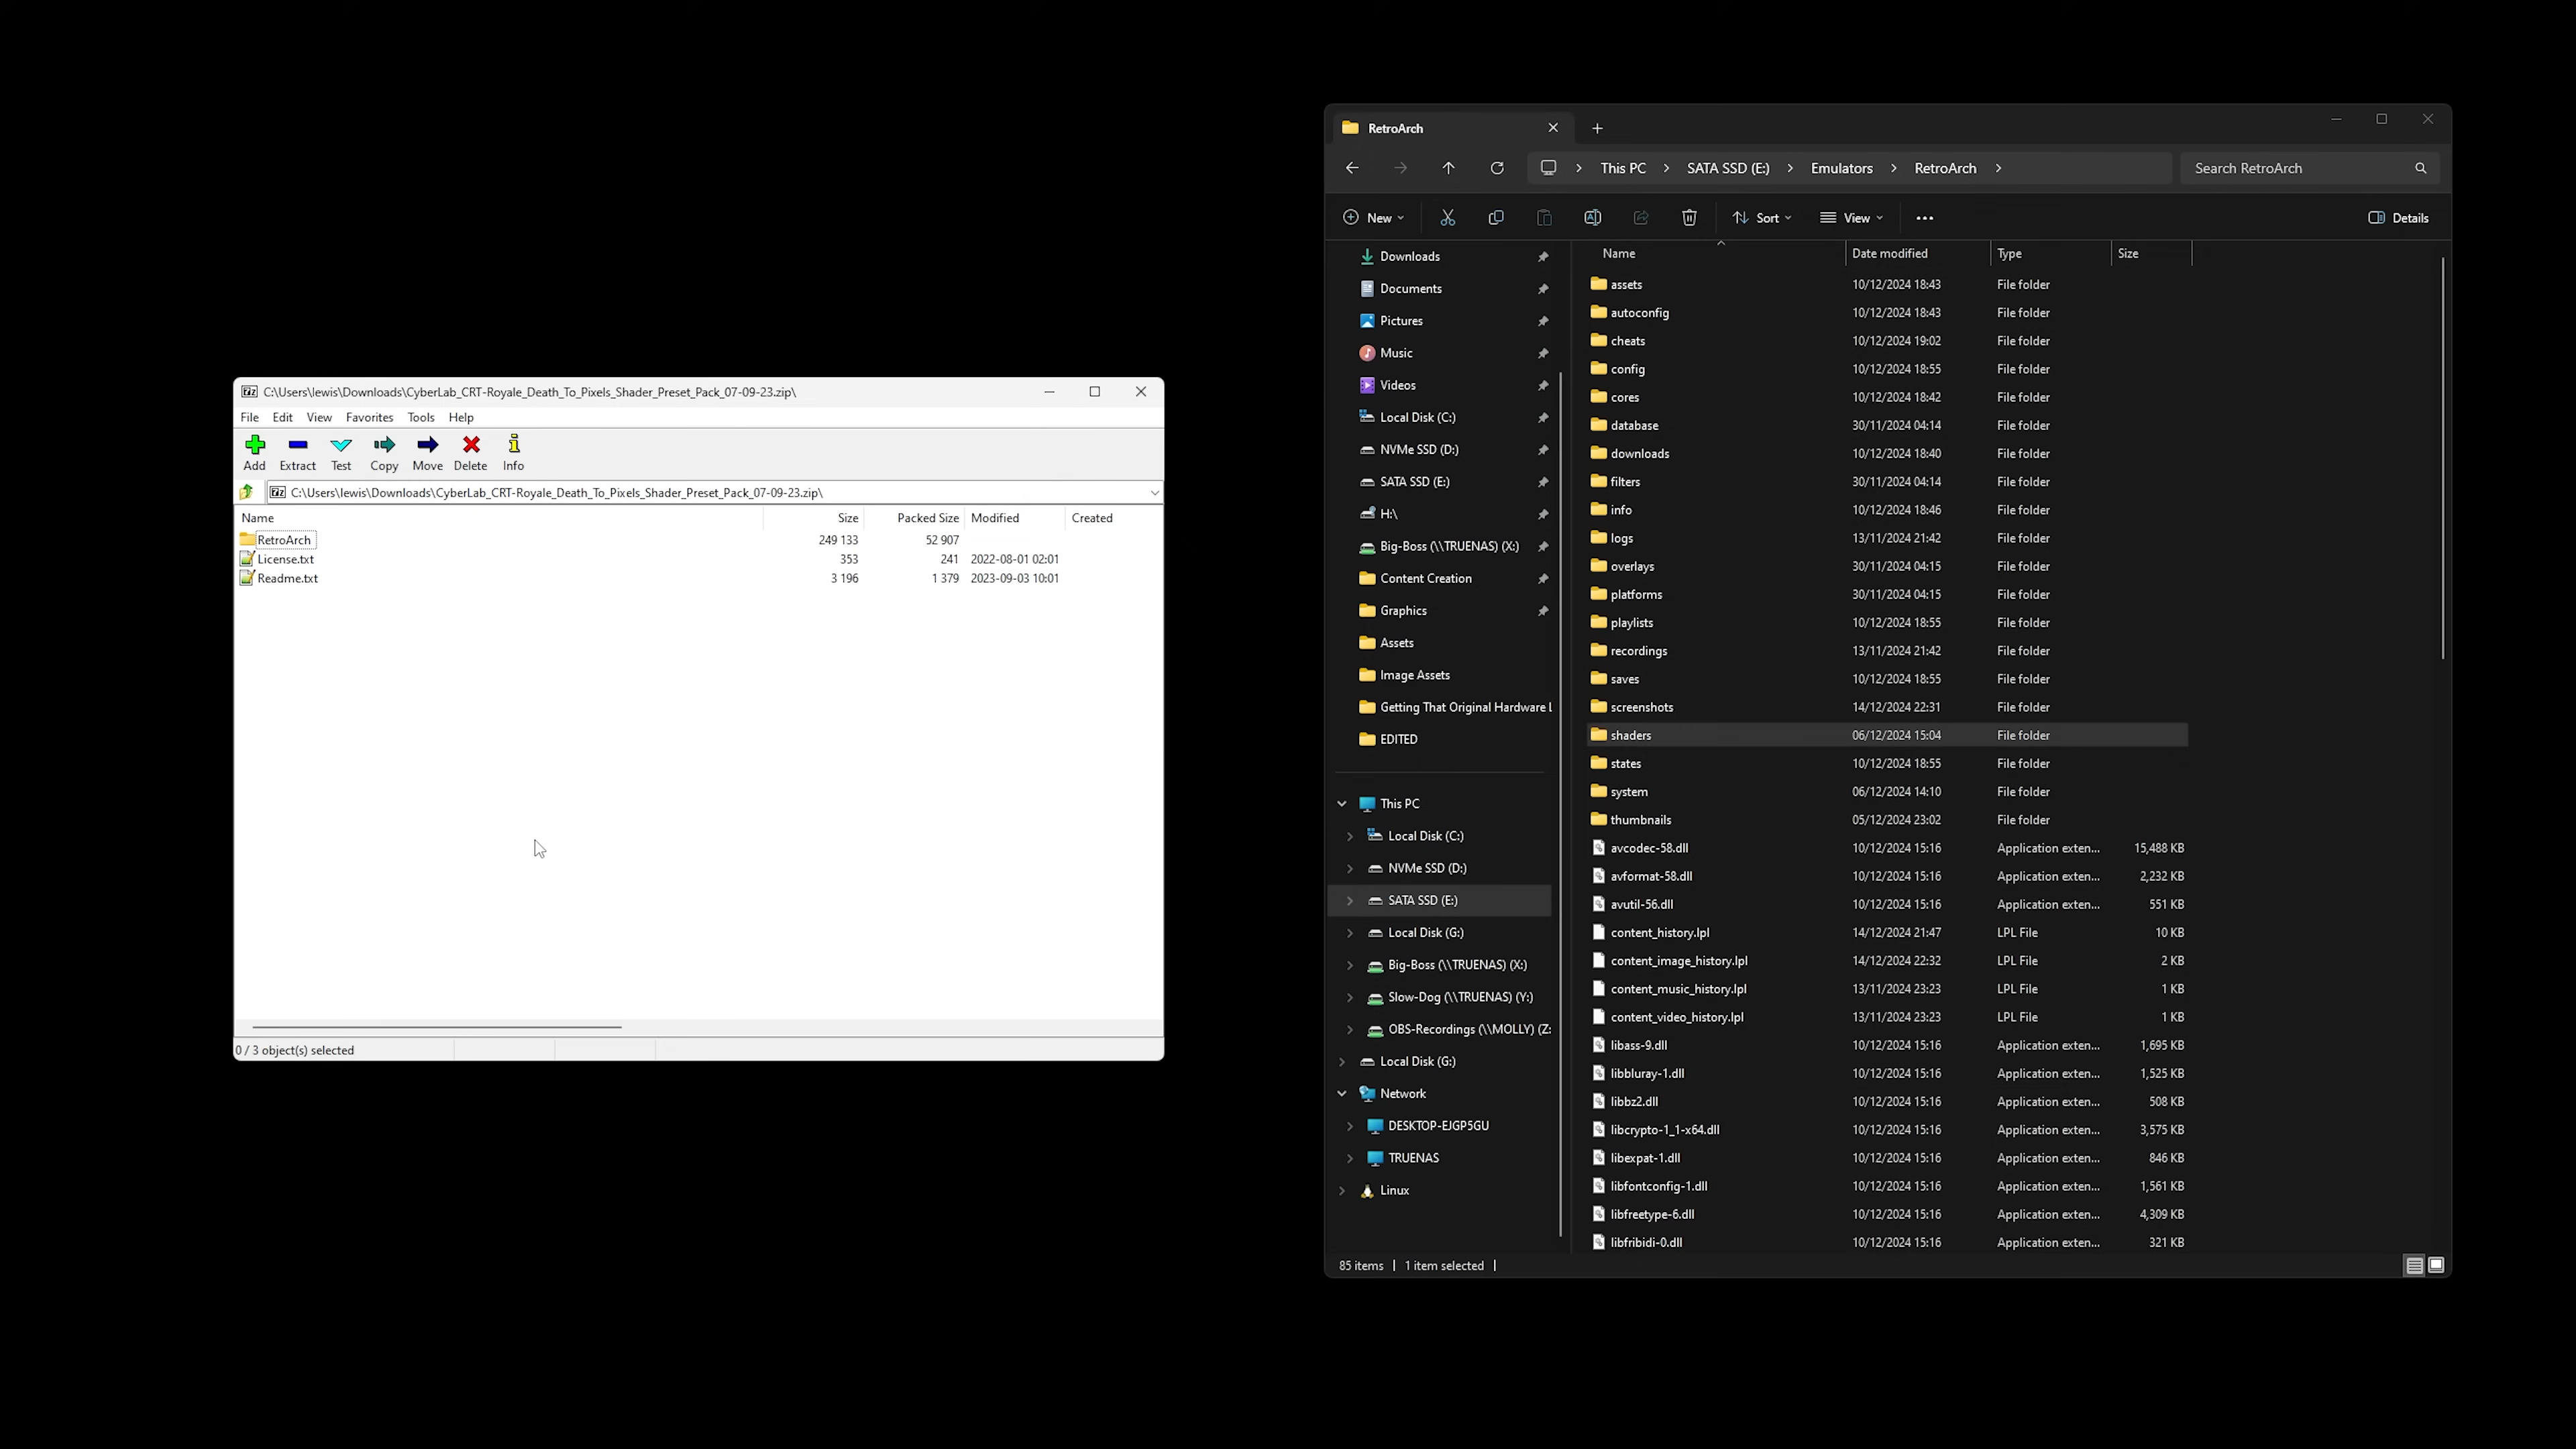 C:\Users\lewis\Downloads\CyberLab_CRT-Royale_Death_To_Pixels_Shader_Preset_Pack_07-09-23.zip\
File Edit View Favorites Tools Help
Add Extract Test Copy Move Delete Info
C:\Users\lewis\Downloads\CyberLab_CRT-Royale_Death_To_Pixels_Shader_Preset_Pack_07-09-23.zip\
Name Size Packed Size Modified Created
RetroArch 249 133 52 907
License.txt 353 241 2022-08-01 02:01
Readme.txt 3 196 1 379 2023-09-03 10:01
0 / 3 object(s) selected
RetroArch
This PC > SATA SSD (E:) > Emulators > RetroArch >
Search RetroArch
New Sort View ... Details
Downloads
Documents
Pictures
Music
Videos
Local Disk (C:)
NVMe SSD (D:)
SATA SSD (E:)
H:\
Big-Boss (\\TRUENAS) (X:)
Content Creation
Graphics
Assets
Image Assets
Getting That Original Hardware L
EDITED
This PC
Local Disk (C:)
NVMe SSD (D:)
SATA SSD (E:)
Local Disk (G:)
Big-Boss (\\TRUENAS) (X:)
Slow-Dog (\\TRUENAS) (Y:)
OBS-Recordings (\\MOLLY) (Z:
Local Disk (G:)
Network
DESKTOP-EJGP5GU
TRUENAS
Linux
Name Date modified Type Size
assets 10/12/2024 18:43 File folder
autoconfig 10/12/2024 18:43 File folder
cheats 10/12/2024 19:02 File folder
config 10/12/2024 18:55 File folder
cores 10/12/2024 18:42 File folder
database 30/11/2024 04:14 File folder
downloads 10/12/2024 18:40 File folder
filters 30/11/2024 04:14 File folder
info 10/12/2024 18:46 File folder
logs 13/11/2024 21:42 File folder
overlays 30/11/2024 04:15 File folder
platforms 30/11/2024 04:15 File folder
playlists 10/12/2024 18:55 File folder
recordings 13/11/2024 21:42 File folder
saves 10/12/2024 18:55 File folder
screenshots 14/12/2024 22:31 File folder
shaders 06/12/2024 15:04 File folder
states 10/12/2024 18:55 File folder
system 06/12/2024 14:10 File folder
thumbnails 05/12/2024 23:02 File folder
avcodec-58.dll 10/12/2024 15:16 Application exten... 15,488 KB
avformat-58.dll 10/12/2024 15:16 Application exten... 2,232 KB
avutil-56.dll 10/12/2024 15:16 Application exten... 551 KB
content_history.lpl 14/12/2024 21:47 LPL File 10 KB
content_image_history.lpl 14/12/2024 22:32 LPL File 2 KB
content_music_history.lpl 13/11/2024 23:23 LPL File 1 KB
content_video_history.lpl 13/11/2024 23:23 LPL File 1 KB
libass-9.dll 10/12/2024 15:16 Application exten... 1,695 KB
libbluray-1.dll 10/12/2024 15:16 Application exten... 1,525 KB
libbz2.dll 10/12/2024 15:16 Application exten... 508 KB
libcrypto-1_1-x64.dll 10/12/2024 15:16 Application exten... 3,575 KB
libexpat-1.dll 10/12/2024 15:16 Application exten... 846 KB
libfontconfig-1.dll 10/12/2024 15:16 Application exten... 1,561 KB
libfreetype-6.dll 10/12/2024 15:16 Application exten... 4,309 KB
libfribidi-0.dll 10/12/2024 15:16 Application exten... 321 KB
85 items | 1 item selected |